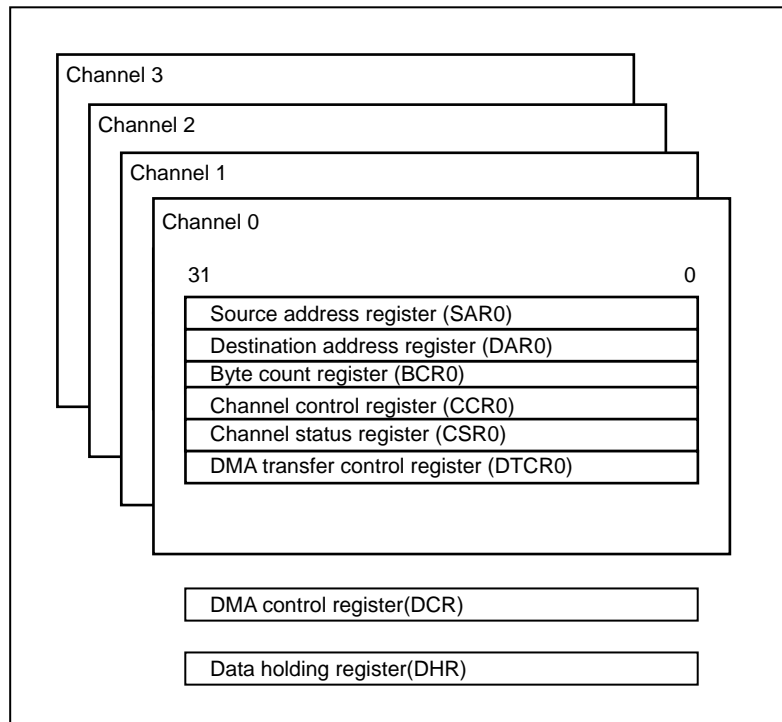 Channel 3
Channel 2
Channel 1
Channel 0
31 0
Source address register (SAR0)
Destination address register (DAR0)
Byte count register (BCR0)
Channel control register (CCR0)
Channel status register (CSR0)
DMA transfer control register (DTCR0)
DMA control register(DCR)
Data holding register(DHR)